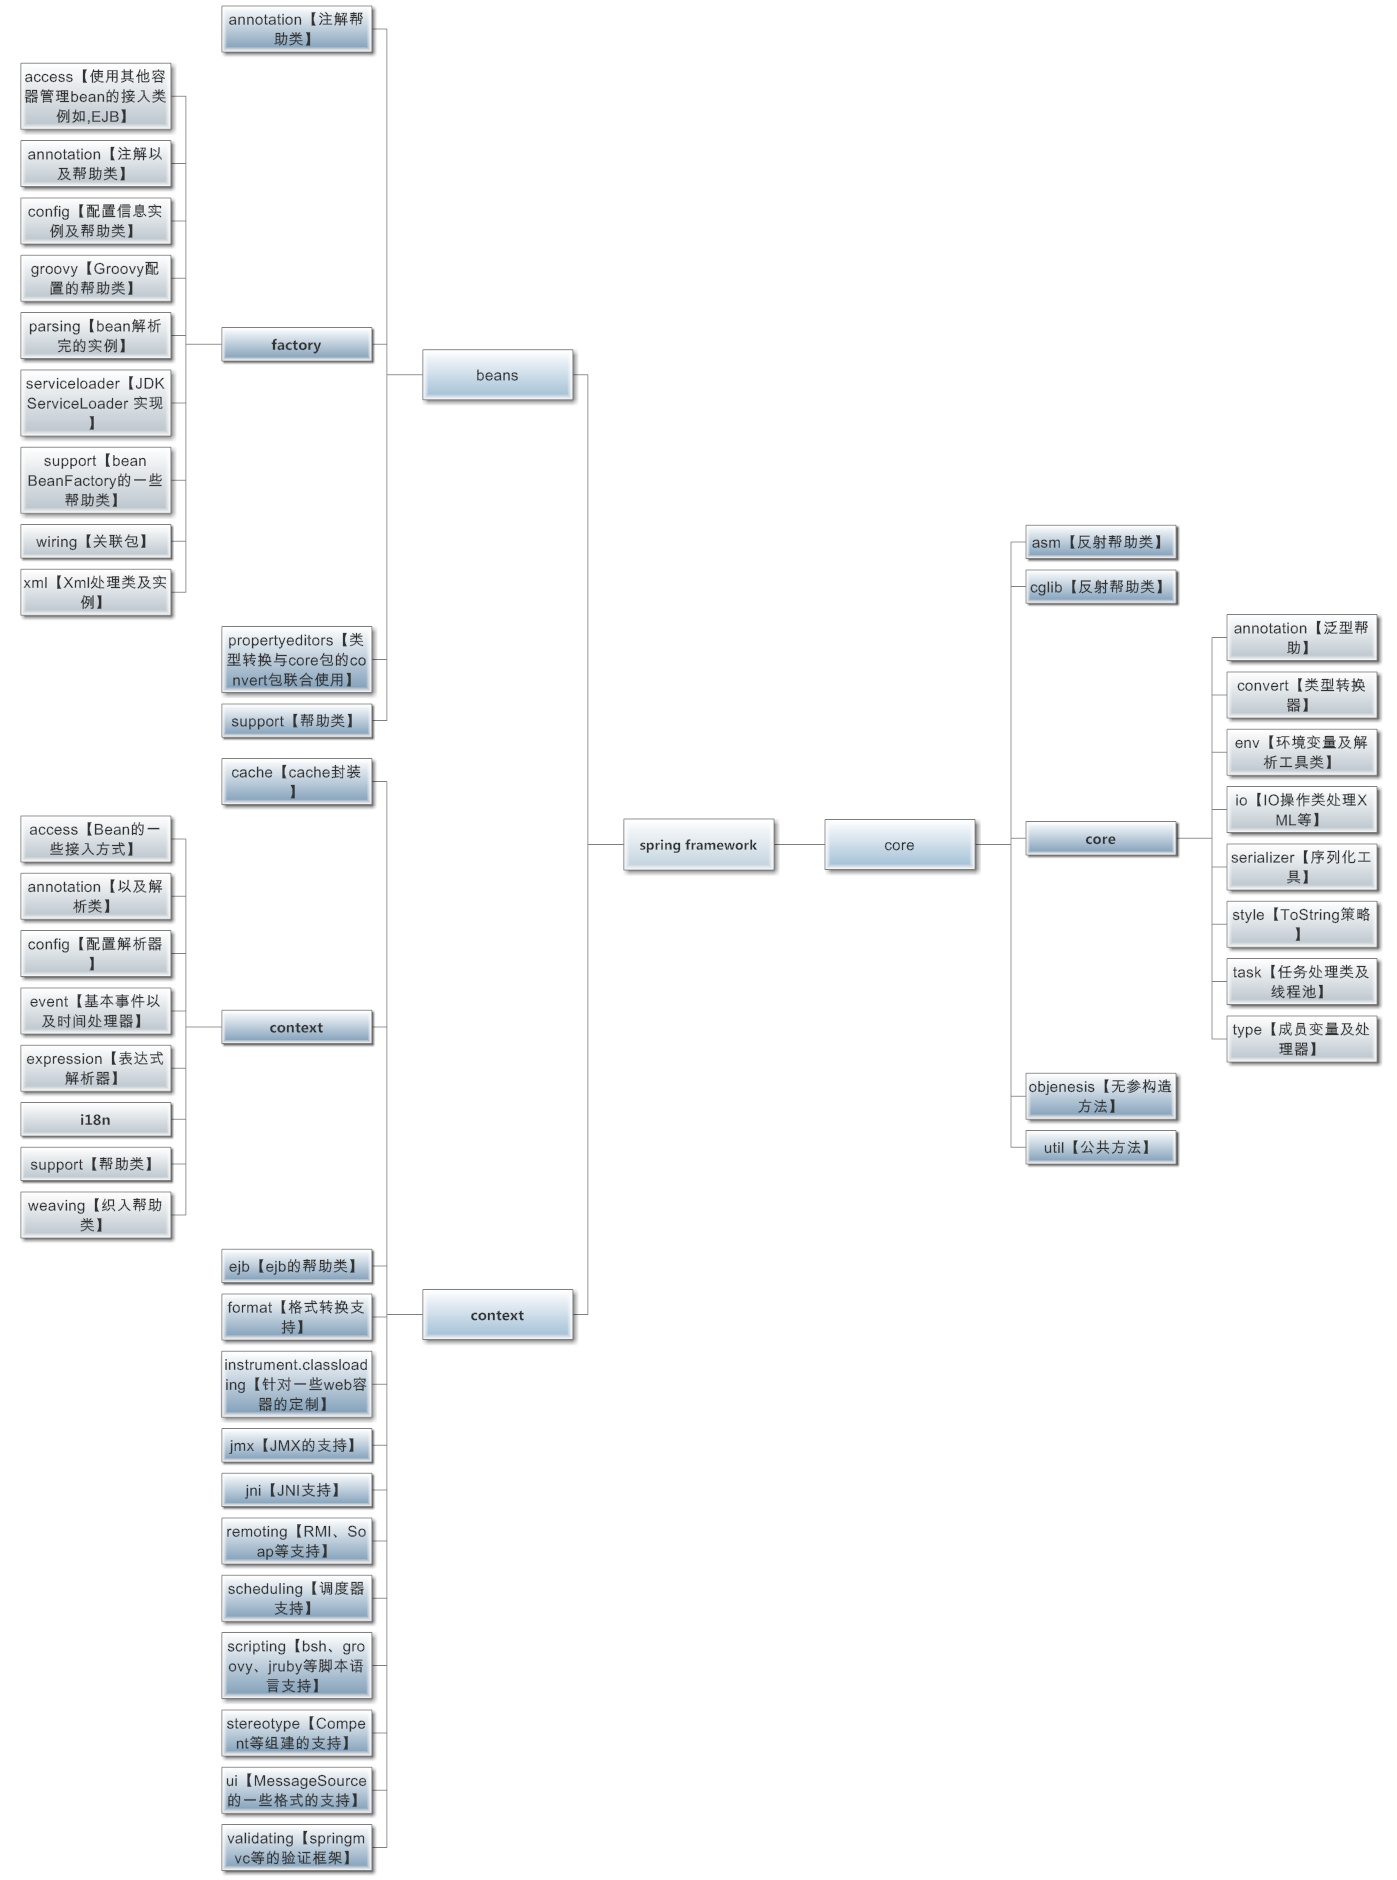 annotation【注解帮
助类】
access【使用其他容
器管理bean的接入类
例如,EJB】
annotation【注解以
及帮助类】
config【配置信息实
例及帮助类】
groovy【Groovy配
置的帮助类】
parsing【bean解析
完的实例】
serviceloader【JDK
ServiceLoader 实现
】
support【bean
BeanFactory的一些
帮助类】
wiring【关联包】
xml【Xml处理类及实
例】
factory
propertyeditors【类
型转换与core包的co
nvert包联合使用】
support【帮助类】
beans
cache【cache封装
】
access【Bean的一
些接入方式】
annotation【以及解
析类】
config【配置解析器
】
event【基本事件以
及时间处理器】
expression【表达式
解析器】
i18n
support【帮助类】
weaving【织入帮助
类】
context
ejb【ejb的帮助类】
format【格式转换支
持】
instrument.classload
ing【针对一些web容
器的定制】
jmx【JMX的支持】
jni【JNI支持】
remoting【RMI、So
ap等支持】
scheduling【调度器
支持】
scripting【bsh、gro
ovy、jruby等脚本语
言支持】
stereotype【Compe
nt等组建的支持】
ui【MessageSource
的一些格式的支持】
validating【springm
vc等的验证框架】
context
spring framework
core
asm【反射帮助类】
cglib【反射帮助类】
core
annotation【泛型帮
助】
convert【类型转换
器】
env【环境变量及解
析工具类】
io【IO操作类处理X
ML等】
serializer【序列化工
具】
style【ToString策略
】
task【任务处理类及
线程池】
type【成员变量及处
理器】
objenesis【无参构造
方法】
util【公共方法】